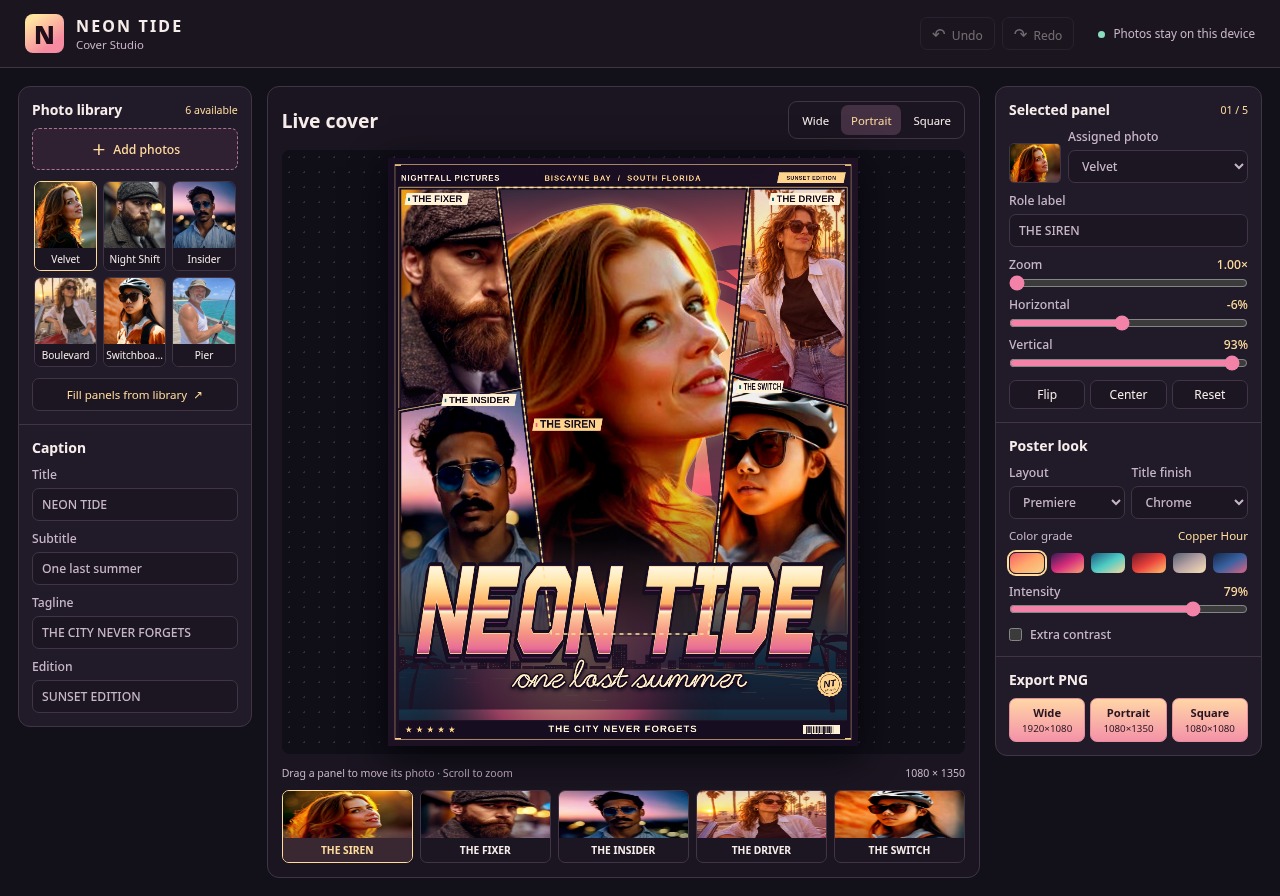 N
NEON TIDE
Cover Studio
↶ Undo
↷ Redo
Photos stay on this device
Photo library
6 available
+ Add photos
Velvet
Night Shift
Insider
Boulevard
Switchboa...
Pier
Fill panels from library ↗
Caption
Title
NEON TIDE
Subtitle
One last summer
Tagline
THE CITY NEVER FORGETS
Edition
SUNSET EDITION
Live cover
Wide
Portrait
Square
NIGHTFALL PICTURES
BISCAYNE BAY / SOUTH FLORIDA
SUNSET EDITION
THE FIXER
THE DRIVER
THE INSIDER
THE SWITCH
THE SIREN
NEON TIDE
one last summer
NT
★ ★ ★ ★ ★
THE CITY NEVER FORGETS
Drag a panel to move its photo · Scroll to zoom
1080 × 1350
THE SIREN
THE FIXER
THE INSIDER
THE DRIVER
THE SWITCH
Selected panel
01 / 5
Assigned photo
Velvet
Role label
THE SIREN
Zoom
1.00×
Horizontal
-6%
Vertical
93%
Flip
Center
Reset
Poster look
Layout
Title finish
Premiere
Chrome
Color grade
Copper Hour
Intensity
79%
Extra contrast
Export PNG
Wide
1920×1080
Portrait
1080×1350
Square
1080×1080